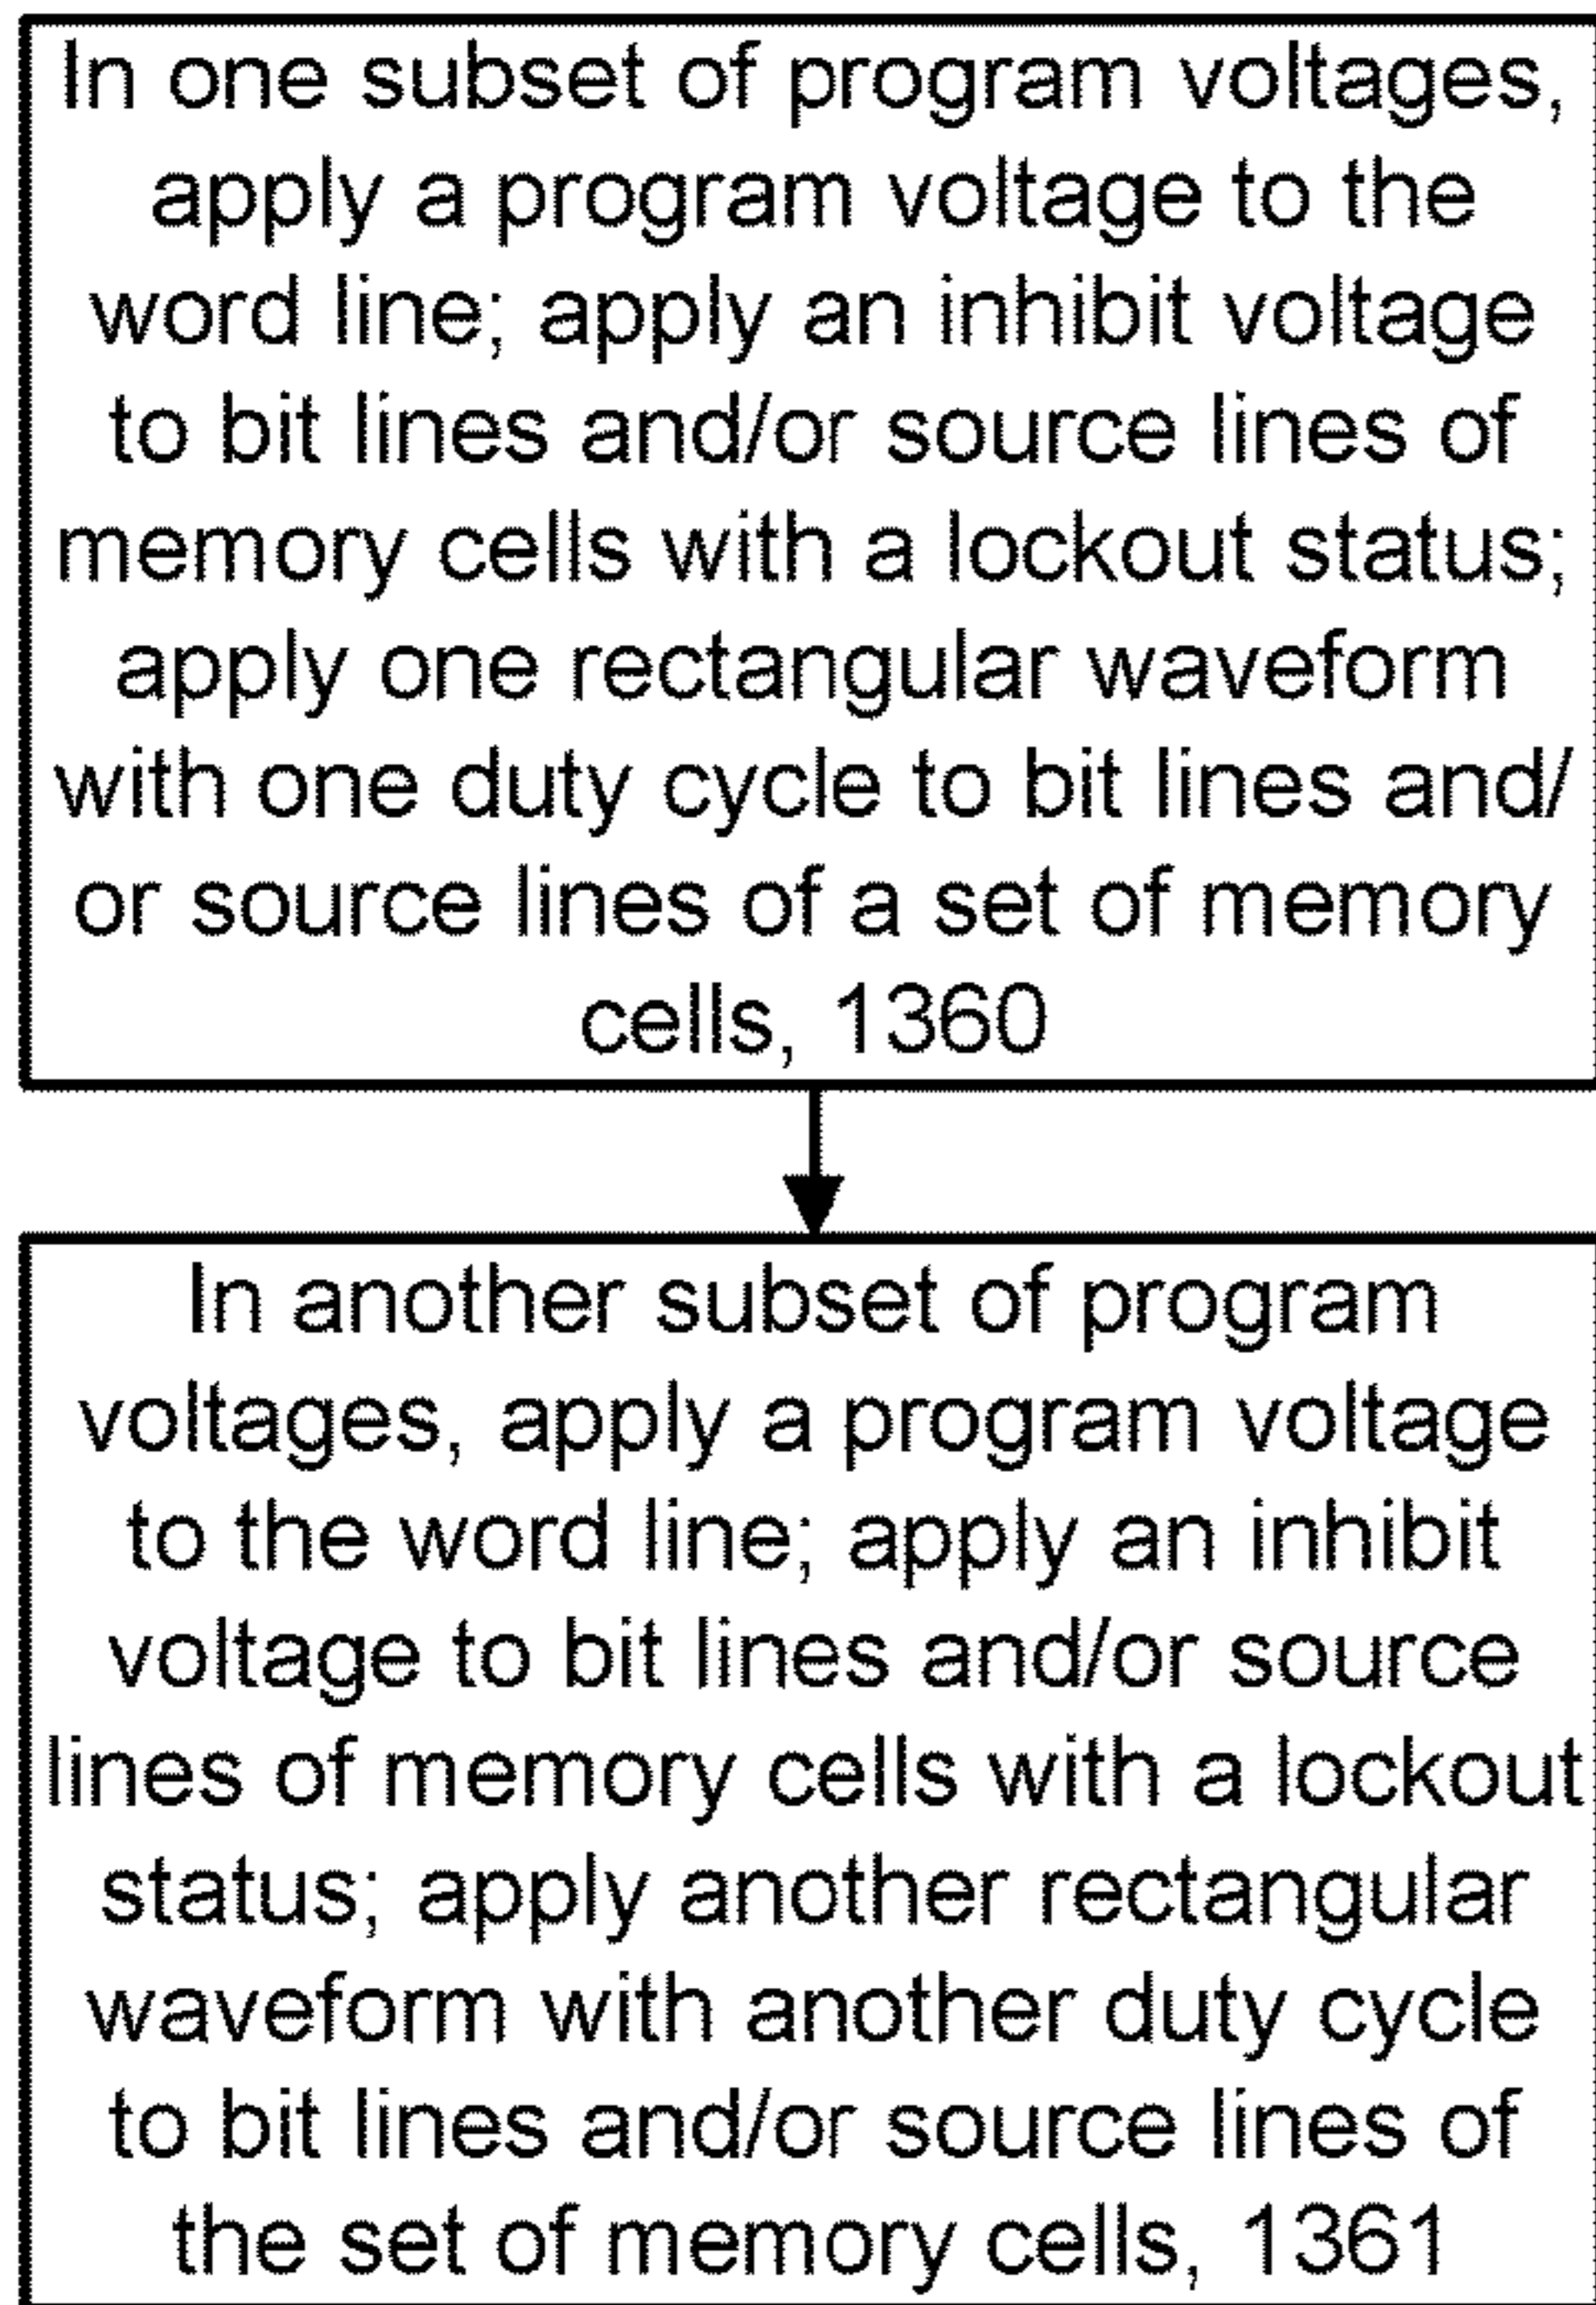 In one subset of program voltages,
apply a program voltage to the
word line; apply an inhibit voltage
to bit lines and/or source lines of
memory cells with a lockout status;
apply one rectangular waveform
with one duty cycle to bit lines and/
or source lines of a set of memory
cells, 1360
In another subset of program
voltages, apply a program voltage
to the word line; apply an inhibit
voltage to bit lines and/or source
lines of memory cells with a lockout
status; apply another rectangular
waveform with another duty cycle
to bit lines and/or source lines of
the set of memory cells, 1361